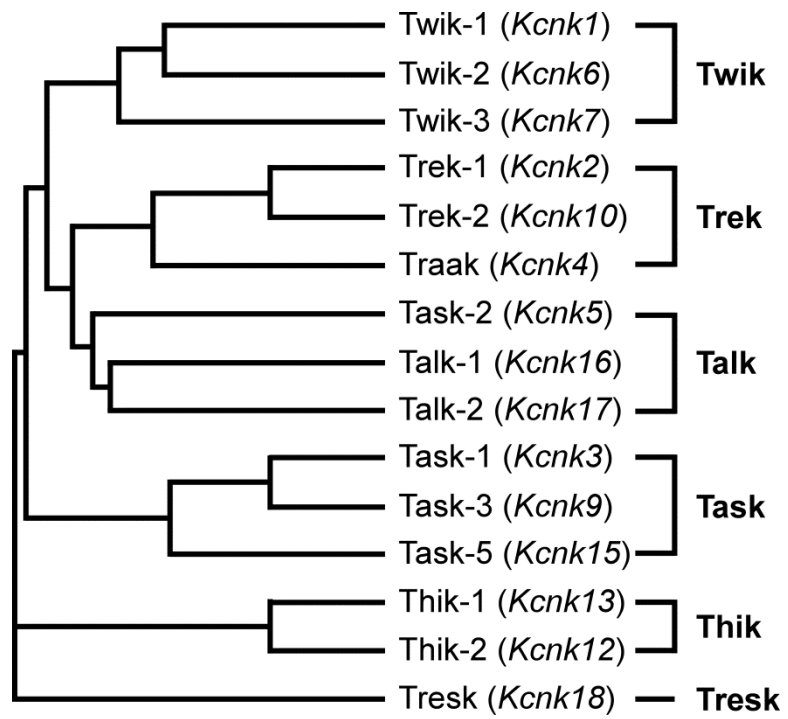 Twik-1 (Kcnk1)
Twik-2 (Kcnk6)
Twik-3 (Kcnk7)
Twik
Trek-1 (Kcnk2)
Trek-2 (Kcnk10)
Traak (Kcnk4)
Trek
Task-2 (Kcnk5)
Talk-1 (Kcnk16)
Talk-2 (Kcnk17)
Talk
Task-1 (Kcnk3)
Task-3 (Kcnk9)
Task-5 (Kcnk15)
Task
Thik-1 (Kcnk13)
Thik-2 (Kcnk12)
Thik
Tresk (Kcnk18)
Tresk